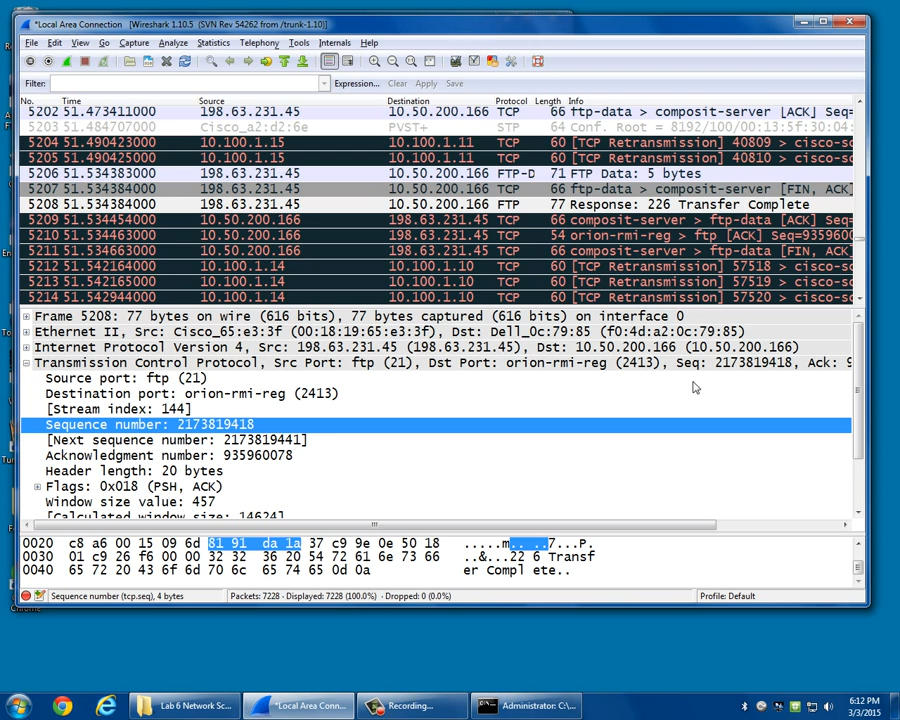 *Local Area Connection [Wireshark 1.10.5 (SVN Rev 54262 from /trunk-1.10)]
File Edit View Go Capture Analyze Statistics Telephony Tools Internals Help
Filter: Expression... Clear Apply Save
No. Time Source Destination Protocol Length Info
5202 51.473411000 198.63.231.45 10.50.200.166 TCP 66 ftp-data > composit-server [ACK] Seq=
5203 51.484707000 Cisco_a2:d2:6e PVST+ STP 64 Conf. Root = 8192/100/00:13:5f:30:04:
5204 51.490423000 10.100.1.15 10.100.1.11 TCP 60 [TCP Retransmission] 40809 > cisco-sc
5205 51.490425000 10.100.1.15 10.100.1.11 TCP 60 [TCP Retransmission] 40810 > cisco-sc
5206 51.534383000 198.63.231.45 10.50.200.166 FTP-D 71 FTP Data: 5 bytes
5207 51.534384000 198.63.231.45 10.50.200.166 TCP 66 ftp-data > composit-server [FIN, ACK]
5208 51.534384000 198.63.231.45 10.50.200.166 FTP 77 Response: 226 Transfer Complete
5209 51.534454000 10.50.200.166 198.63.231.45 TCP 66 composit-server > ftp-data [ACK] Seq=
5210 51.534463000 10.50.200.166 198.63.231.45 TCP 54 orion-rmi-reg > ftp [ACK] Seq=9359600
5211 51.534663000 10.50.200.166 198.63.231.45 TCP 66 composit-server > ftp-data [FIN, ACK]
5212 51.542164000 10.100.1.14 10.100.1.10 TCP 60 [TCP Retransmission] 57518 > cisco-sc
5213 51.542165000 10.100.1.14 10.100.1.10 TCP 60 [TCP Retransmission] 57519 > cisco-sc
5214 51.542944000 10.100.1.14 10.100.1.10 TCP 60 [TCP Retransmission] 57520 > cisco-sc
Frame 5208: 77 bytes on wire (616 bits), 77 bytes captured (616 bits) on interface 0
Ethernet II, Src: Cisco_65:e3:3f (00:18:19:65:e3:3f), Dst: Dell_0c:79:85 (f0:4d:a2:0c:79:85)
Internet Protocol Version 4, Src: 198.63.231.45 (198.63.231.45), Dst: 10.50.200.166 (10.50.200.166)
Transmission Control Protocol, Src Port: ftp (21), Dst Port: orion-rmi-reg (2413), Seq: 2173819418, Ack: 9
Source port: ftp (21)
Destination port: orion-rmi-reg (2413)
[Stream index: 144]
Sequence number: 2173819418
[Next sequence number: 2173819441]
Acknowledgment number: 935960078
Header length: 20 bytes
Flags: 0x018 (PSH, ACK)
Window size value: 457
[Calculated window size: 14624]
0020 c8 a6 00 15 09 6d 81 91 da 1a 37 c9 9e 0e 50 18 .....m.. ..7...P.
0030 01 c9 26 f6 00 00 32 32 36 20 54 72 61 6e 73 66 ..&...22 6 Transf
0040 65 72 20 43 6f 6d 70 6c 65 74 65 0d 0a er Compl ete..
Sequence number (tcp.seq), 4 bytes Packets: 7228 - Displayed: 7228 (100.0%) - Dropped: 0 (0.0%) Profile: Default
Lab 6 Network Sc... *Local Area Conn... Recording... Administrator: C:\... 6:12 PM
3/3/2015